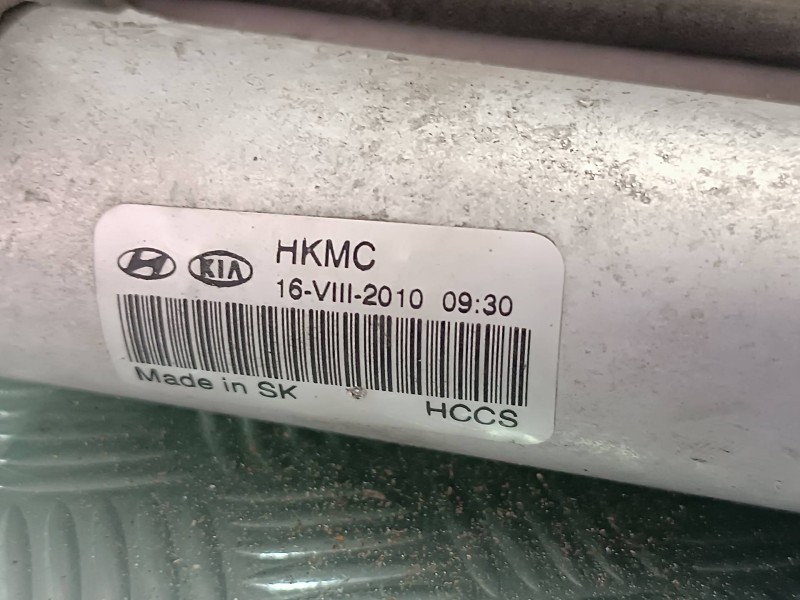 KIA HKMC
16-VIII-2010 09:30
Made in SK
HCCS